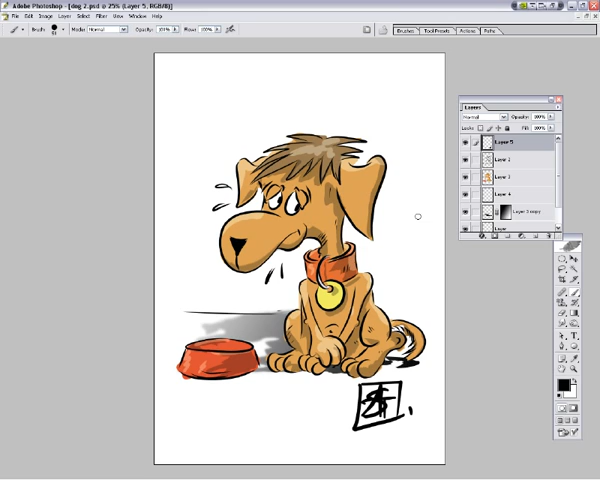 Adobe Photoshop - [dog 2.psd @ 25% (Layer 5, RGB/8)]
File Edit Image Layer Select Filter View Window Help
Brush: Mode: Normal Opacity: 100% Flow: 100% Brushes Tool Presets Actions Paths
Layers
Normal Opacity: 100%
Locks: Fill: 100%
Layer 5
Layer 2
Layer 3
Layer 4
Layer 3 copy
Layer